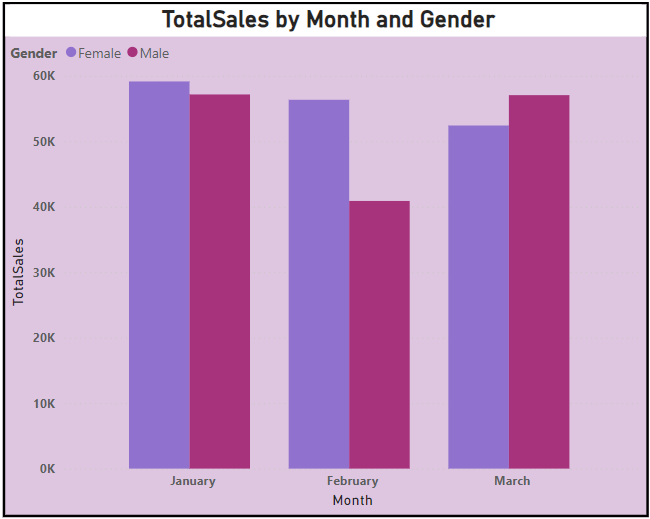 TotalSales by Month and Gender
Gender Female Male
60K
50K
40K
30K
20K
10K
0K
TotalSales
January February March
Month